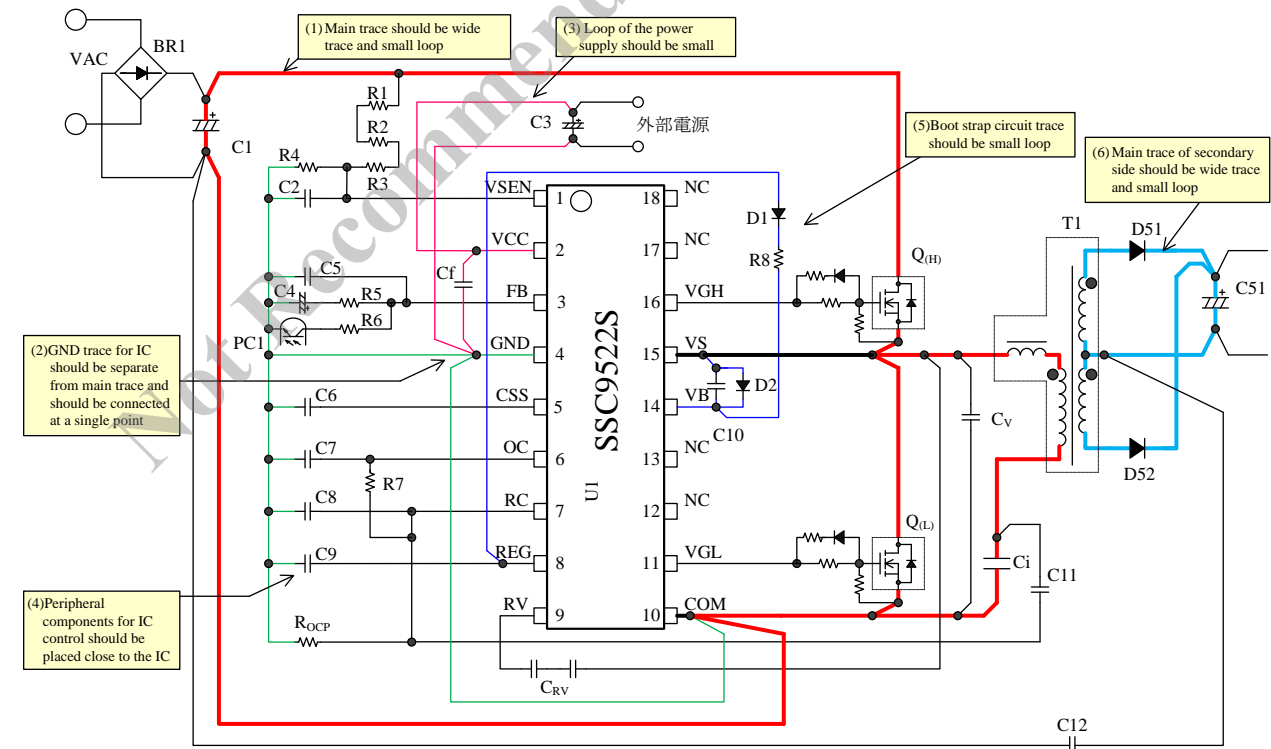 Not Recommend
(1) Main trace should be wide
trace and small loop
(3) Loop of the power
supply should be small
VAC
BR1
C1
R1
R2
R3
R4
C2
C3
外部電源
(5)Boot strap circuit trace
should be small loop
(6) Main trace of secondary
side should be wide trace
and small loop
VSEN
1
18
NC
VCC
2
17
NC
Cf
C5
C4
R5
R6
PC1
FB
3
16
VGH
GND
4
15
VS
CSS
5
14
VB
OC
6
13
NC
RC
7
12
NC
REG
8
11
VGL
RV
9
10
COM
SSC9522S
U1
D1
R8
D2
C10
Q(H)
Q(L)
CV
T1
D51
D52
C51
Ci
C11
(2)GND trace for IC
should be separate
from main trace and
should be connected
at a single point
C6
C7
R7
C8
C9
(4)Peripheral
components for IC
control should be
placed close to the IC
ROCP
CRV
C12